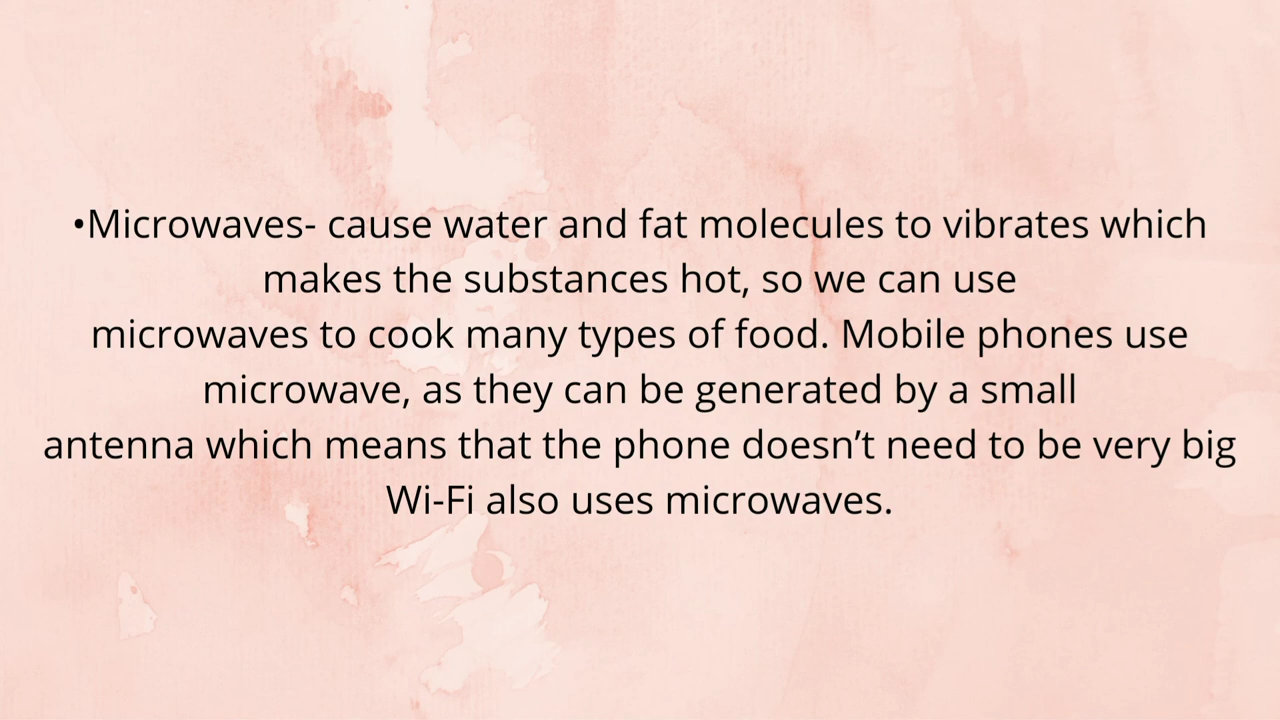 •Microwaves- cause water and fat molecules to vibrates which
makes the substances hot, so we can use
microwaves to cook many types of food. Mobile phones use
microwave, as they can be generated by a small
antenna which means that the phone doesn’t need to be very big
Wi-Fi also uses microwaves.